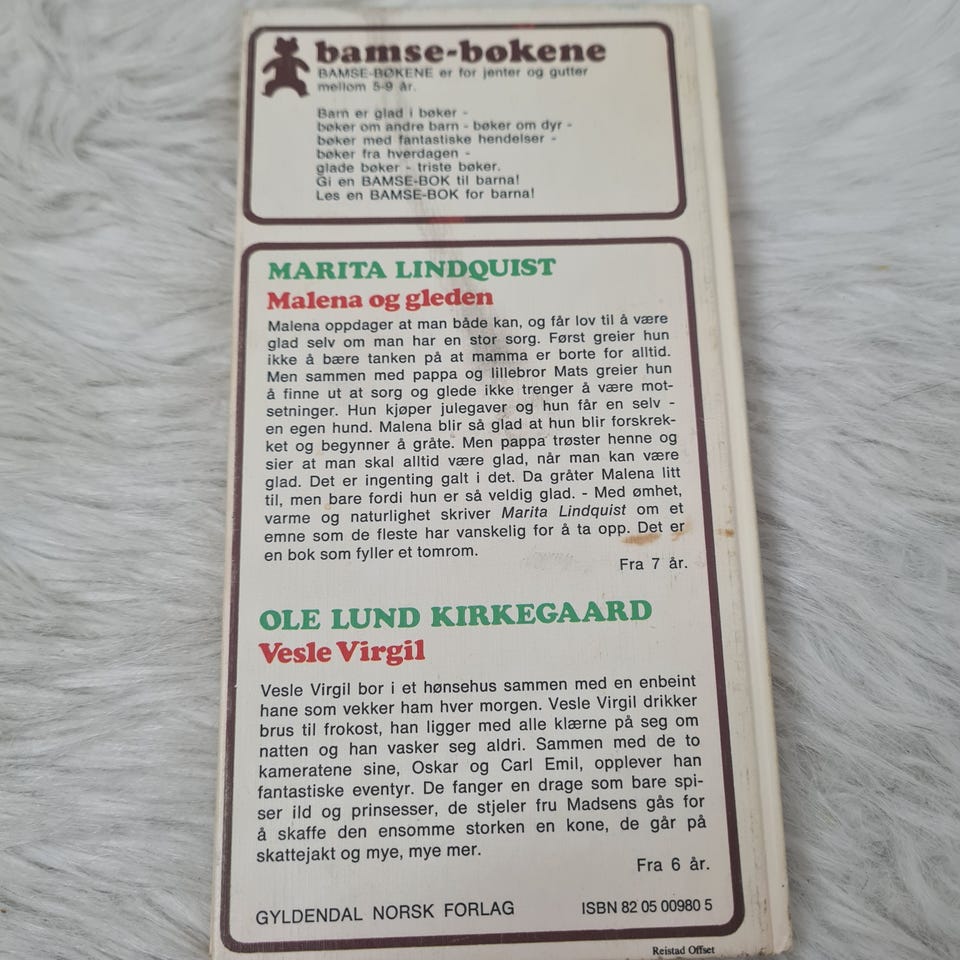 bamse-bøkene
BAMSE-BØKENE er for jenter og gutter
mellom 5-9 år.
Barn er glad i bøker -
bøker om andre barn - bøker om dyr -
bøker med fantastiske hendelser -
bøker fra hverdagen -
glade bøker - triste bøker.
Gi en BAMSE-BOK til barna!
Les en BAMSE-BOK for barna!
MARITA LINDQUIST
Malena og gleden
Malena oppdager at man både kan, og får lov til å være
glad selv om man har en stor sorg. Først greier hun
ikke å bære tanken på at mamma er borte for alltid.
Men sammen med pappa og lillebror Mats greier hun
å finne ut at sorg og glede ikke trenger å være mot-
setninger. Hun kjøper julegaver og hun får en selv -
en egen hund. Malena blir så glad at hun blir forskrek-
ket og begynner å gråte. Men pappa trøster henne og
sier at man skal alltid være glad, når man kan være
glad. Det er ingenting galt i det. Da gråter Malena litt
til, men bare fordi hun er så veldig glad. - Med ømhet,
varme og naturlighet skriver Marita Lindquist om et
emne som de fleste har vanskelig for å ta opp. Det er
en bok som fyller et tomrom.
Fra 7 år.
OLE LUND KIRKEGAARD
Vesle Virgil
Vesle Virgil bor i et hønsehus sammen med en enbeint
hane som vekker ham hver morgen. Vesle Virgil drikker
brus til frokost, han ligger med alle klærne på seg om
natten og han vasker seg aldri. Sammen med de to
kameratene sine, Oskar og Carl Emil, opplever han
fantastiske eventyr. De fanger en drage som bare spi-
ser ild og prinsesser, de stjeler fru Madsens gås for
å skaffe den ensomme storken en kone, de går på
skattejakt og mye, mye mer.
Fra 6 år.
GYLDENDAL NORSK FORLAG ISBN 82 05 00980 5
Reistad Offset